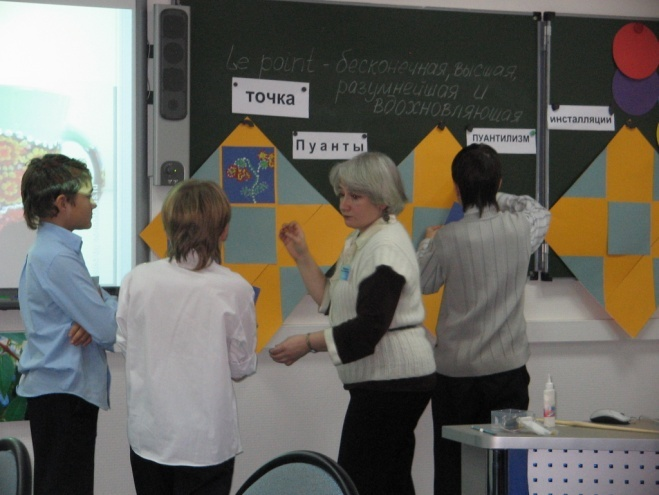 Le point - бесконечная, высшая,
разумнейшая и
вдохновляющая
точка
Пуанты
ПУАНТИЛИЗМ
инсталляции